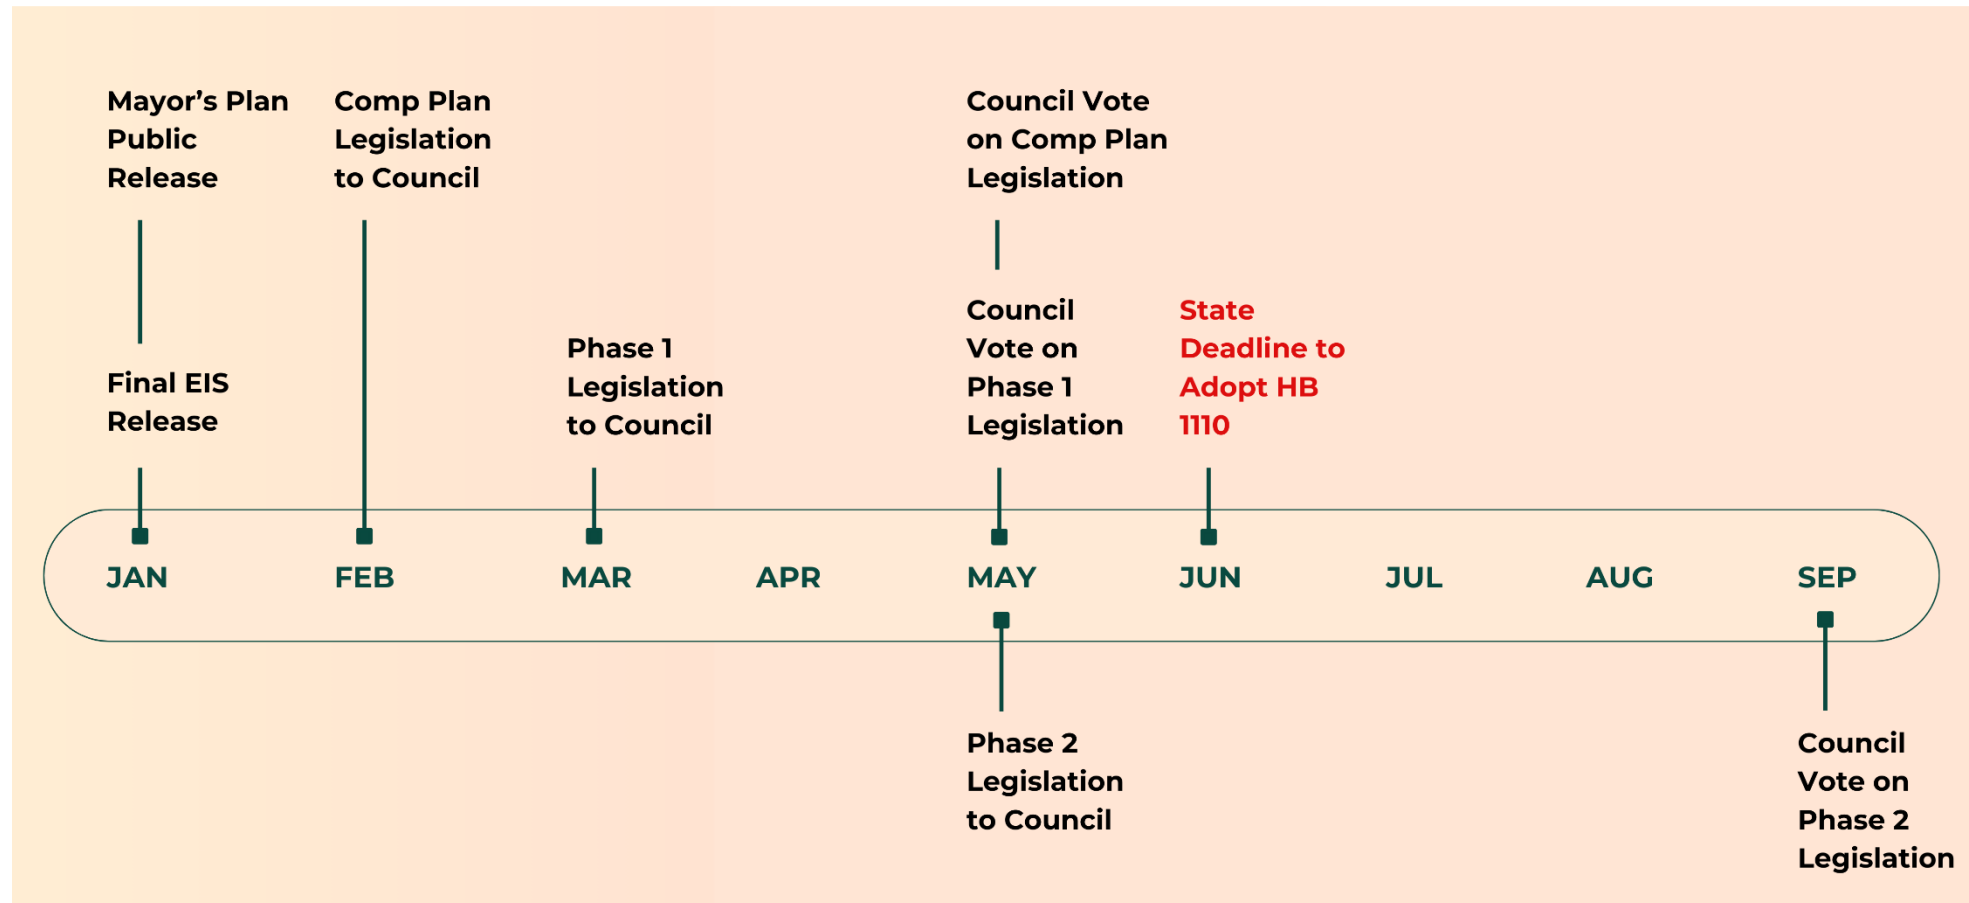 Mayor’s Plan
Public
Release
Comp Plan
Legislation
to Council
Council Vote
on Comp Plan
Legislation
Final EIS
Release
Phase 1
Legislation
to Council
Council
Vote on
Phase 1
Legislation
State
Deadline to
Adopt HB
1110
JAN
FEB
MAR
APR
MAY
JUN
JUL
AUG
SEP
Phase 2
Legislation
to Council
Council
Vote on
Phase 2
Legislation